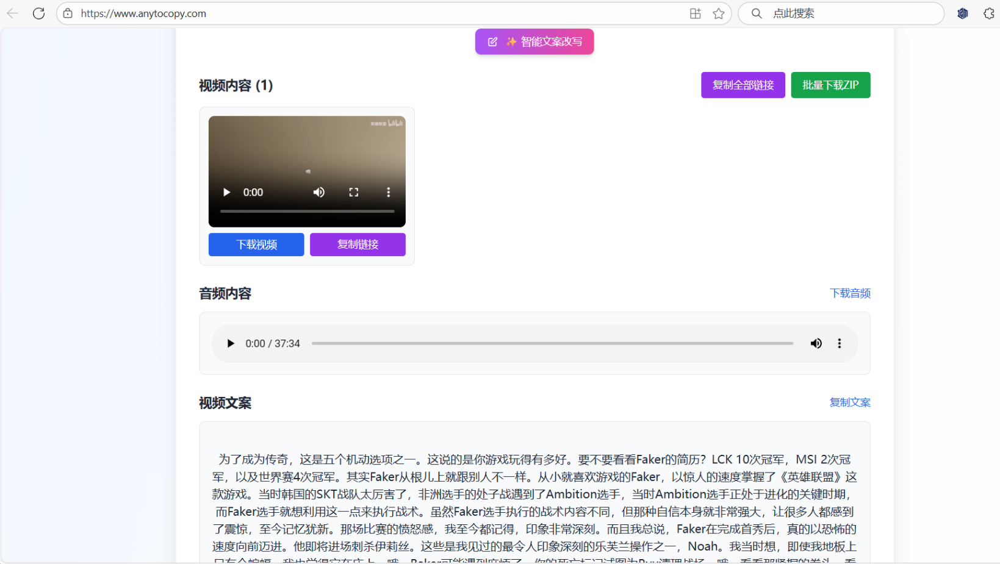 https://www.anytocopy.com
点此搜索
✨ 智能文案改写
视频内容 (1)
复制全部链接
批量下载ZIP
英雄联盟 bilibili
0:00
下载视频
复制链接
音频内容
下载音频
0:00 / 37:34
视频文案
复制文案
为了成为传奇，这是五个机动选项之一。这说的是你游戏玩得有多好。要不要看看Faker的简历？LCK 10次冠军，MSI 2次冠
军，以及世界赛4次冠军。其实Faker从根儿上就跟别人不一样。从小就喜欢游戏的Faker，以惊人的速度掌握了《英雄联盟》这
款游戏。当时韩国的SKT战队太厉害了，非洲选手的处子战遇到了Ambition选手，当时Ambition选手正处于进化的关键时期，
而Faker选手就想利用这一点来执行战术。虽然Faker选手执行的战术内容不同，但那种自信本身就非常强大，让很多人都感到
了震惊，至今记忆犹新。那场比赛的愤怒感，我至今都记得，印象非常深刻。而且我总说，Faker在完成首秀后，真的以恐怖的
速度向前迈进。他即将进场刺杀伊莉丝。这些是我见过的最令人印象深刻的乐芙兰操作之一，Noah。我当时想，即使我地板上